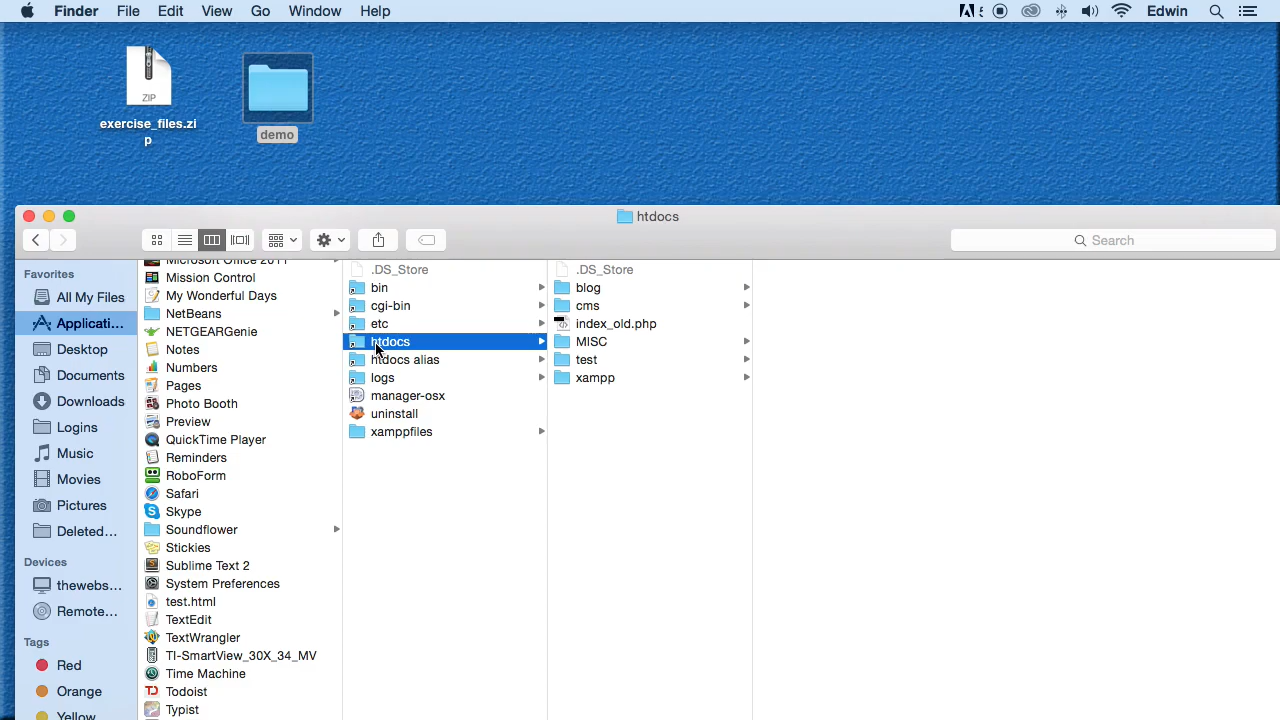 Finder File Edit View Go Window Help 5 Edwin
ZIP
exercise_files.zi
p
demo
htdocs
Search
Favorites
All My Files
Applicati...
Desktop
Documents
Downloads
Logins
Music
Movies
Pictures
Deleted...
Devices
thewebs...
Remote...
Tags
Red
Orange
Yellow
Microsoft Office 2011
Mission Control
My Wonderful Days
NetBeans
NETGEARGenie
Notes
Numbers
Pages
Photo Booth
Preview
QuickTime Player
Reminders
RoboForm
Safari
Skype
Soundflower
Stickies
Sublime Text 2
System Preferences
test.html
TextEdit
TextWrangler
TI-SmartView_30X_34_MV
Time Machine
Todoist
Typist
.DS_Store
bin
cgi-bin
etc
htdocs
htdocs alias
logs
manager-osx
uninstall
xamppfiles
.DS_Store
blog
cms
index_old.php
MISC
test
xampp